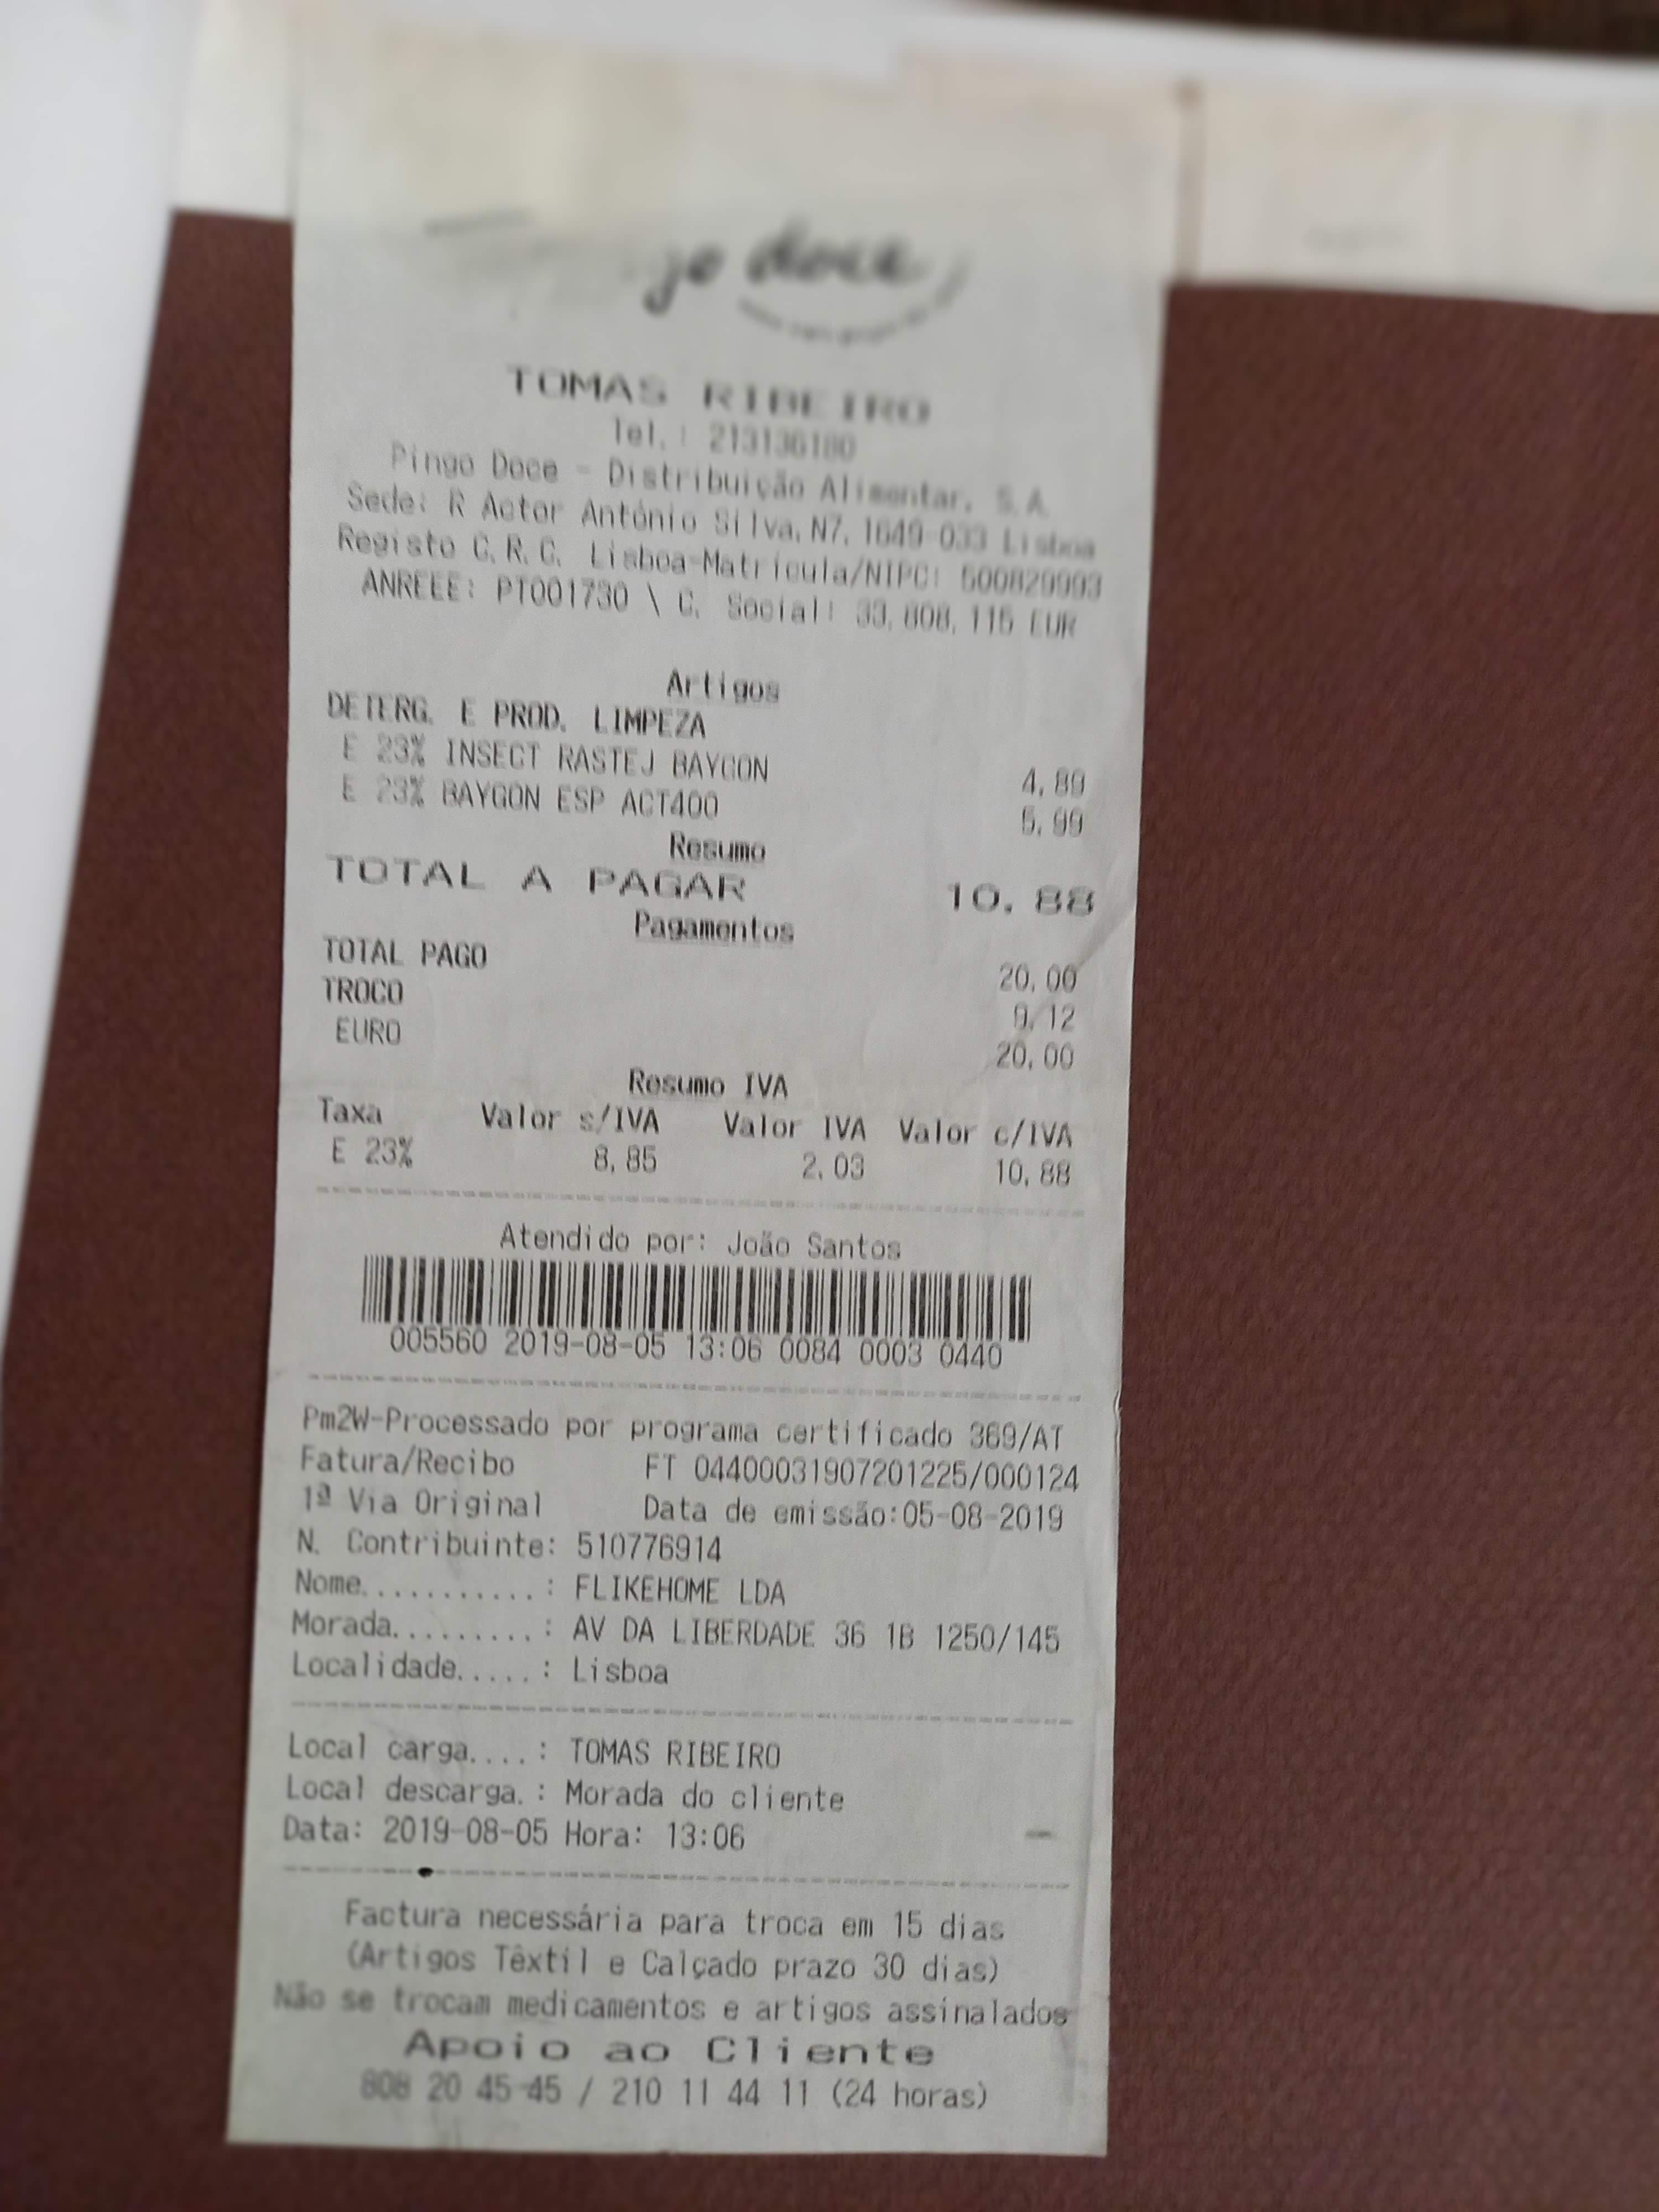 go doce
TOMAS RIBEIRO
Tel. : 213136180
Pingo Doce - Distribuição Alimentar, S.A.
Sede: R Actor António Silva, N7, 1649-033 Lisboa
Registo C.R.C. Lisboa-Matrícula/NIPC: 500829993
ANREEE: PT001730 \ C. Social: 33.808.115 EUR
Artigos
DETERG. E PROD. LIMPEZA
E 23% INSECT RASTEJ BAYGON 4,89
E 23% BAYGON ESP ACT400 5,99
Resumo
TOTAL A PAGAR 10,88
Pagamentos
TOTAL PAGO 20,00
TROCO 9,12
EURO 20,00
Resumo IVA
Taxa Valor s/IVA Valor IVA Valor c/IVA
E 23% 8,85 2,03 10,88
Atendido por: João Santos
005560 2019-08-05 13:06 0084 0003 0440
Pm2W-Processado por programa certificado 369/AT
Fatura/Recibo FT 04400031907201225/000124
1ª Via Original Data de emissão:05-08-2019
N. Contribuinte: 510776914
Nome...........: FLIKEHOME LDA
Morada.........: AV DA LIBERDADE 36 1B 1250/145
Localidade.....: Lisboa
Local carga....: TOMAS RIBEIRO
Local descarga.: Morada do cliente
Data: 2019-08-05 Hora: 13:06
Factura necessária para troca em 15 dias
(Artigos Têxtil e Calçado prazo 30 dias)
Não se trocam medicamentos e artigos assinalados
Apoio ao Cliente
808 20 45 45 / 210 11 44 11 (24 horas)